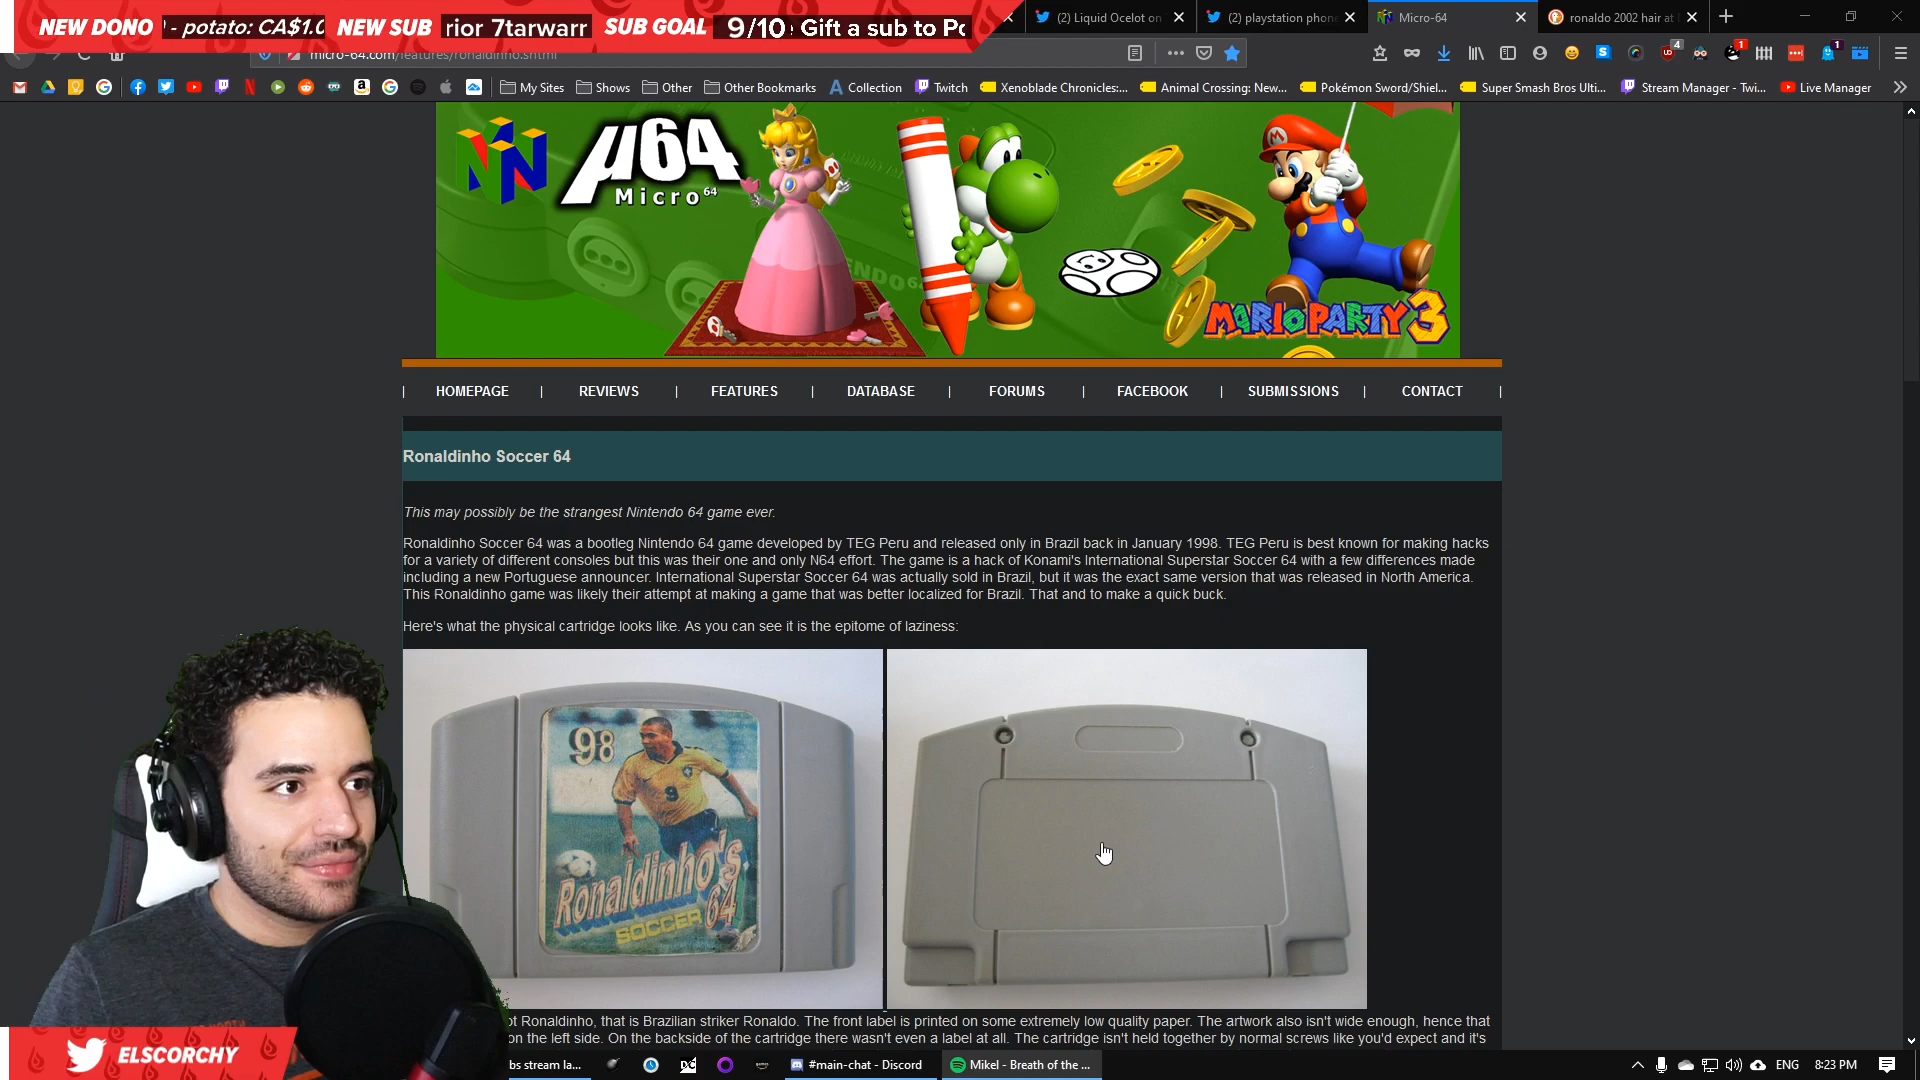 NEW DONO - potato: CA$1.0 NEW SUB rior 7tarwarr SUB GOAL 9/10: Gift a sub to Po
(2) Liquid Ocelot on
(2) playstation phone
Micro-64
ronaldo 2002 hair at
micro-64.com/features/ronaldinho.shtml
4
1
1
My Sites
Shows
Other
Other Bookmarks
Collection
Twitch
Xenoblade Chronicles:...
Animal Crossing: New...
Pokémon Sword/Shiel...
Super Smash Bros Ulti...
Stream Manager - Twi...
Live Manager
µ64
Micro 64
MARIO PARTY 3
| HOMEPAGE | REVIEWS | FEATURES | DATABASE | FORUMS | FACEBOOK | SUBMISSIONS | CONTACT |
Ronaldinho Soccer 64
This may possibly be the strangest Nintendo 64 game ever.
Ronaldinho Soccer 64 was a bootleg Nintendo 64 game developed by TEG Peru and released only in Brazil back in January 1998. TEG Peru is best known for making hacks
for a variety of different consoles but this was their one and only N64 effort. The game is a hack of Konami's International Superstar Soccer 64 with a few differences made
including a new Portuguese announcer. International Superstar Soccer 64 was actually sold in Brazil, but it was the exact same version that was released in North America.
This Ronaldinho game was likely their attempt at making a game that was better localized for Brazil. That and to make a quick buck.
Here's what the physical cartridge looks like. As you can see it is the epitome of laziness:
98
9
Ronaldinho's
SOCCER 64
ot Ronaldinho, that is Brazilian striker Ronaldo. The front label is printed on some extremely low quality paper. The artwork also isn't wide enough, hence that
on the left side. On the backside of the cartridge there wasn't even a label at all. The cartridge isn't held together by normal screws like you'd expect and it's
ELSCORCHY
bs stream la...
#main-chat - Discord
Mikel - Breath of the ...
ENG
8:23 PM